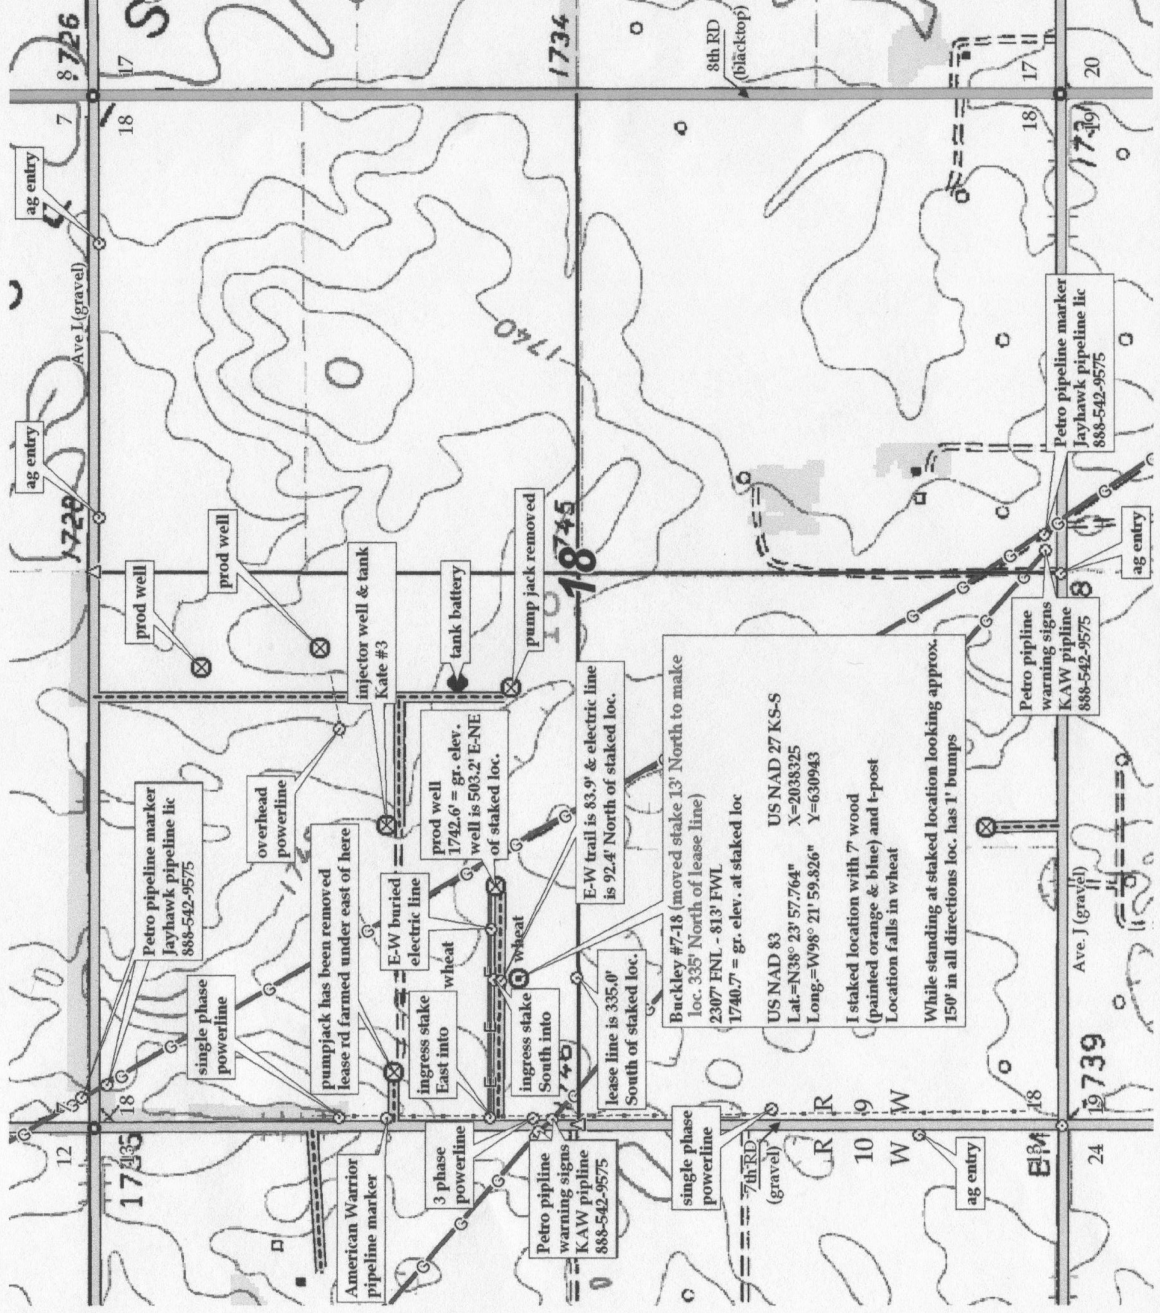 1726
8
17
7
18
ag entry
Ave L (gravel)
ag entry
1728
prod well
prod well
injector well & tank
Kate #3
tank battery
pump jack removed
1734
8th RD
(blacktop)
17
20
18
19
1740
18
Petro pipeline marker
Jayhawk pipeline lic
888-542-9575
ag entry
Petro pipline
warning signs
KAW pipline
888-542-9575
Petro pipeline marker
Jayhawk pipeline lic
888-542-9575
overhead
powerline
single phase
powerline
pumpjack has been removed
lease rd farmed under east of here
E-W buried
electric line
prod well
1742.6' = gr. elev.
well is 503.2' E-NE
of staked loc.
wheat
wheat
ingress stake
East into
ingress stake
South into
E-W trail is 83.9' & electric line
is 92.4' North of staked loc.
lease line is 335.0'
South of staked loc.
Buckley #7-18 (moved stake 13' North to make
loc. 335' North of lease line)
2307' FNL - 813' FWL
1740.7' = gr. elev. at staked loc
US NAD 83
Lat.=N38° 23' 57.764"
Long.=W98° 21' 59.826"
US NAD 27 KS-S
X=2038325
Y=630943
I staked location with 7' wood
(painted orange & blue) and t-post
Location falls in wheat
While standing at staked location looking approx.
150' in all directions loc. has 1' bumps
7
18
12
American Warrior
pipeline marker
3 phase
powerline
Petro pipline
warning signs
KAW pipline
888-542-9575
single phase
powerline
7th RD
(gravel)
R
9
W
R
10
W
ag entry
Ave. J (gravel)
1739
18
19
24